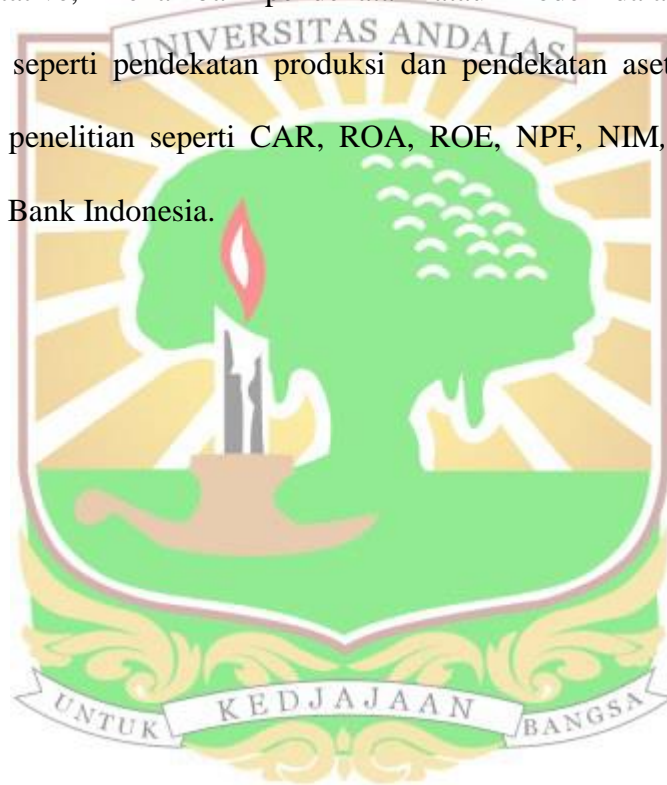 UNIVERSITAS ANDALAS
seperti pendekatan produksi dan pendekatan aset
penelitian seperti CAR, ROA, ROE, NPF, NIM,
Bank Indonesia.
UNTUK KEDJAJAAN BANGSA